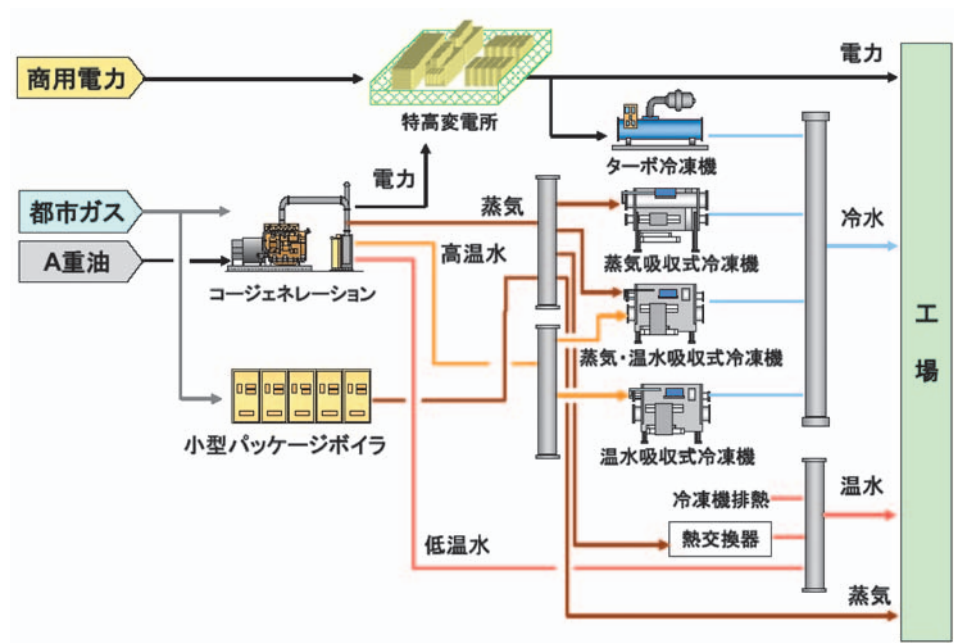 商用電力
特高変電所
電力
ターボ冷凍機
都市ガス
電力
蒸気
冷水
A重油
高温水
蒸気吸収式冷凍機
コージェネレーション
工場
蒸気・温水吸収式冷凍機
小型パッケージボイラ
温水吸収式冷凍機
冷凍機排熱
温水
低温水
熱交換器
蒸気